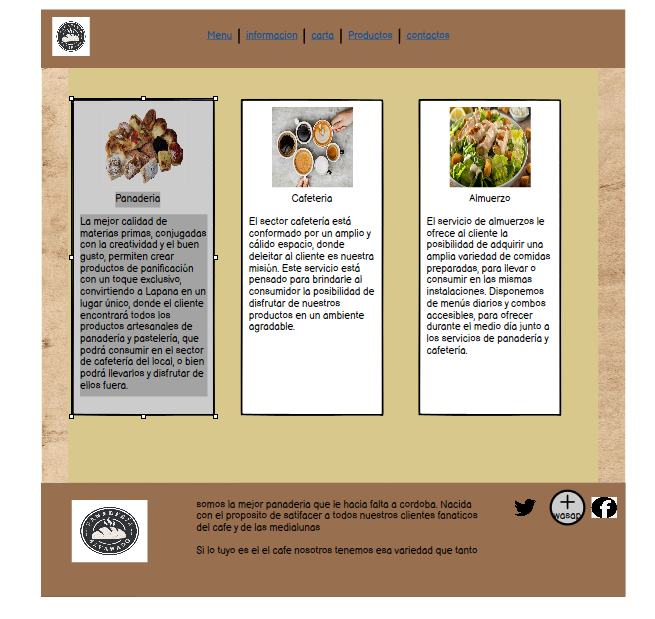 Menu | informacion | carta | Productos | contactos
Panaderia
La mejor calidad de
materias primas, conjugadas
con la creatividad y el buen
gusto, permiten crear
productos de panificación
con un toque exclusivo,
convirtiendo a Lapana en un
lugar único, donde el cliente
encontrará todos los
productos artesanales de
panadería y pastelería, que
podrá consumir en el sector
de cafetería del local, o bien
podrá llevarlos y disfrutar de
ellos fuera.
Cafeteria
El sector cafetería está
conformado por un amplio y
cálido espacio, donde
deleitar al cliente es nuestra
misión. Este servicio está
pensado para brindarle al
consumidor la posibilidad de
disfrutar de nuestros
productos en un ambiente
agradable.
Almuerzo
El servicio de almuerzos le
ofrece al cliente la
posibilidad de adquirir una
amplia variedad de comidas
preparadas, para llevar o
consumir en las mismas
instalaciones. Disponemos
de menús diarios y combos
accesibles, para ofrecer
durante el medio día junto a
los servicios de panadería y
cafetería.
PANADERIA
ALVARADO
somos la mejor panaderia que le hacia falta a cordoba. Nacida
con el proposito de satifacer a todos nuestros clientes fanaticos
del cafe y de las medialunas
Si lo tuyo es el el cafe nosotros tenemos esa variedad que tanto
wasap